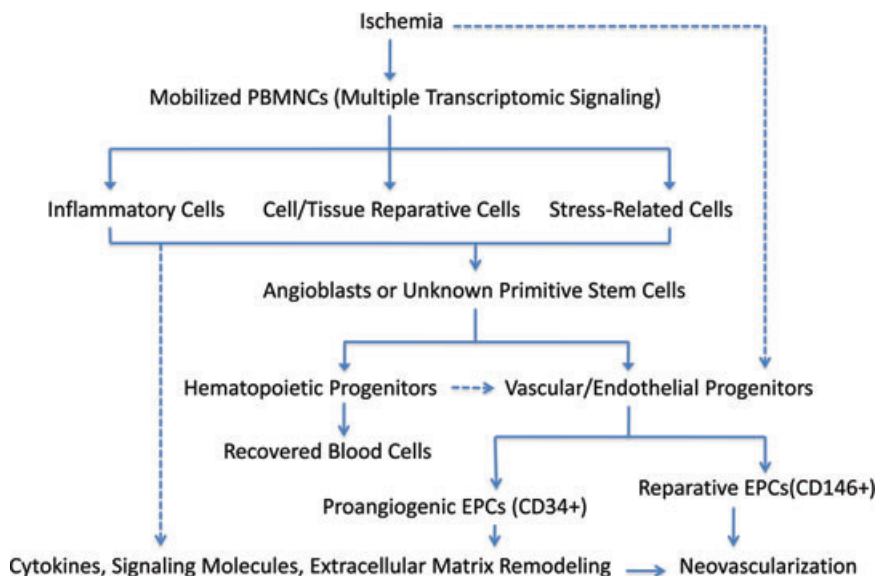 Ischemia
Mobilized PBMNCs (Multiple Transcriptomic Signaling)
Inflammatory Cells
Cell/Tissue Reparative Cells
Stress-Related Cells
Angioblasts or Unknown Primitive Stem Cells
Hematopoietic Progenitors
Vascular/Endothelial Progenitors
Recovered Blood Cells
Proangiogenic EPCs (CD34+)
Reparative EPCs(CD146+)
Cytokines, Signaling Molecules, Extracellular Matrix Remodeling
Neovascularization